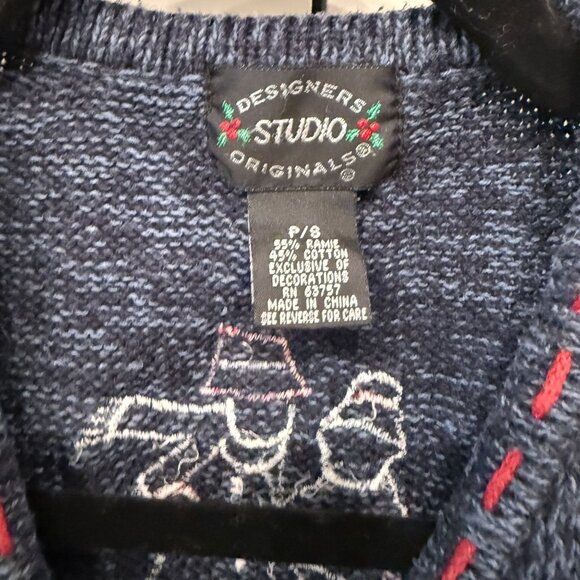 DESIGNERS
STUDIO
ORIGINALS®
®
P/S
55% RAMIE
45% COTTON
EXCLUSIVE OF
DECORATIONS
RN 63757
MADE IN CHINA
SEE REVERSE FOR CARE